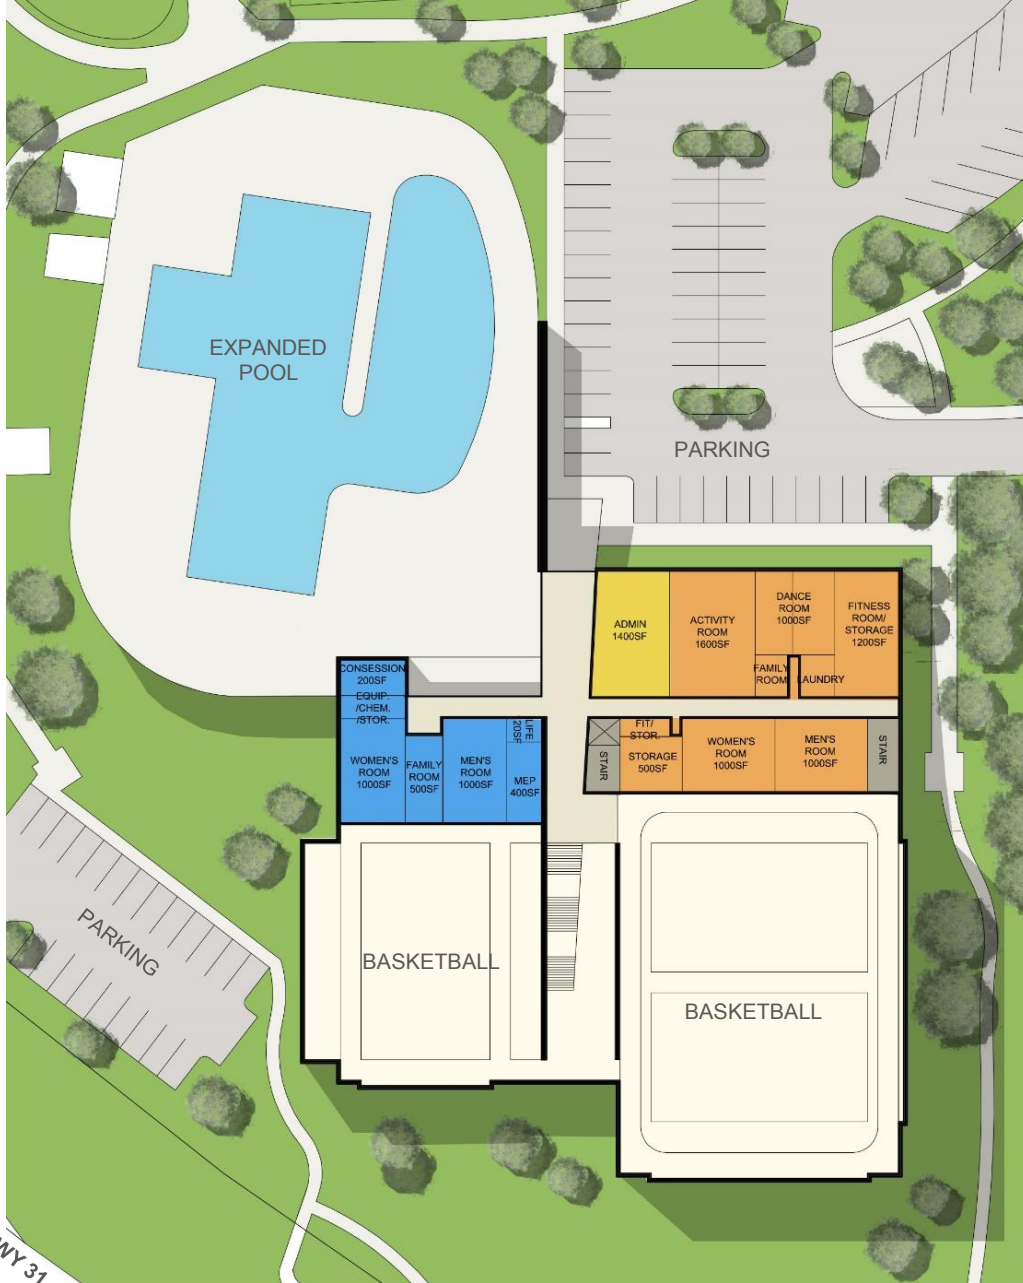 EXPANDED
POOL
PARKING
ADMIN
1400SF
ACTIVITY
ROOM
1600SF
DANCE
ROOM
1000SF
FITNESS
ROOM/
STORAGE
1200SF
FAMILY
ROOM
LAUNDRY
CONSESSION
200SF
EQUIP.
/CHEM.
/STOR.
WOMEN'S
ROOM
1000SF
FAMILY
ROOM
500SF
MEN'S
ROOM
1000SF
LIFE
20SF
MEP
400SF
STAIR
FIT/
STOR.
STORAGE
500SF
WOMEN'S
ROOM
1000SF
MEN'S
ROOM
1000SF
STAIR
PARKING
BASKETBALL
BASKETBALL
WY 31